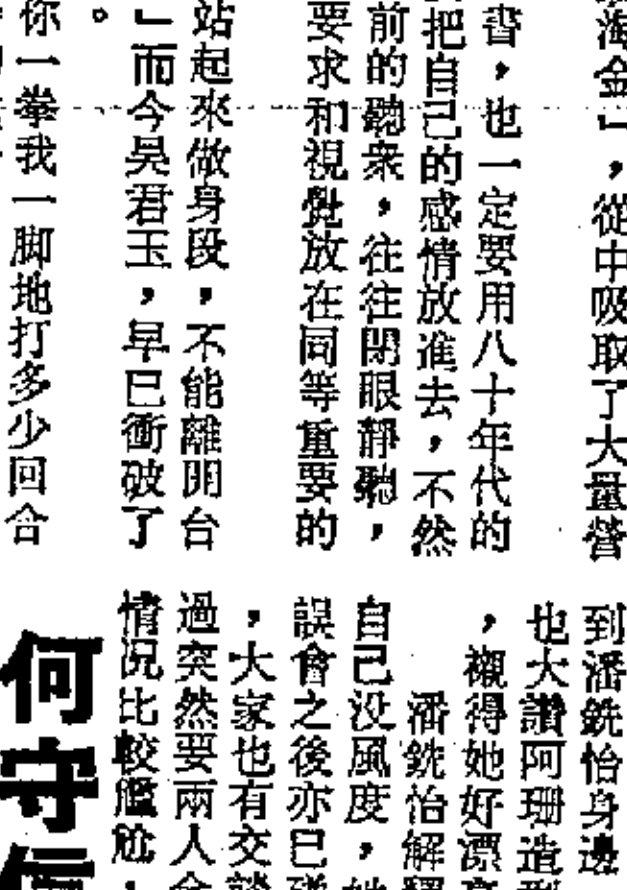 淘金」，從中吸取了大量營
書，也一定要用八十年代的
把自己的感情放進去，不然
前的聽衆，往往閉眼靜聽，
要求和視覺放在同等重要的
站起來做身段，不能離開台
」而今吴君玉，早已衝破了
。
你一拳我一脚地打多少回合
到潘銑怡身邊
也大讚阿珊造
，襯得她好漂
潘銑怡解釋
自己没風度，她
誤會之後亦已
，大家也有交談
過突然要兩人
情況比較尷尬，
何守信